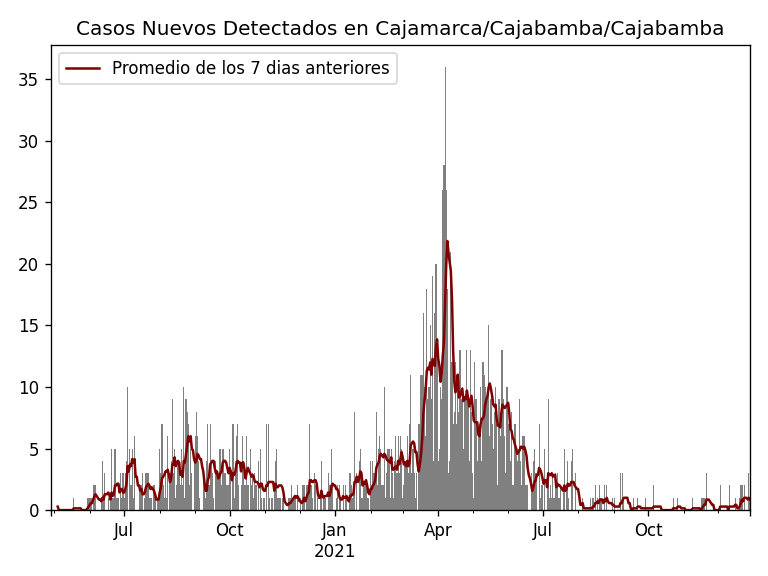 Casos Nuevos Detectados en Cajamarca/Cajabamba/Cajabamba
Promedio de los 7 dias anteriores
35
30
25
20
15
10
5
0
Jul
Oct
Jan
Apr
Jul
Oct
2021